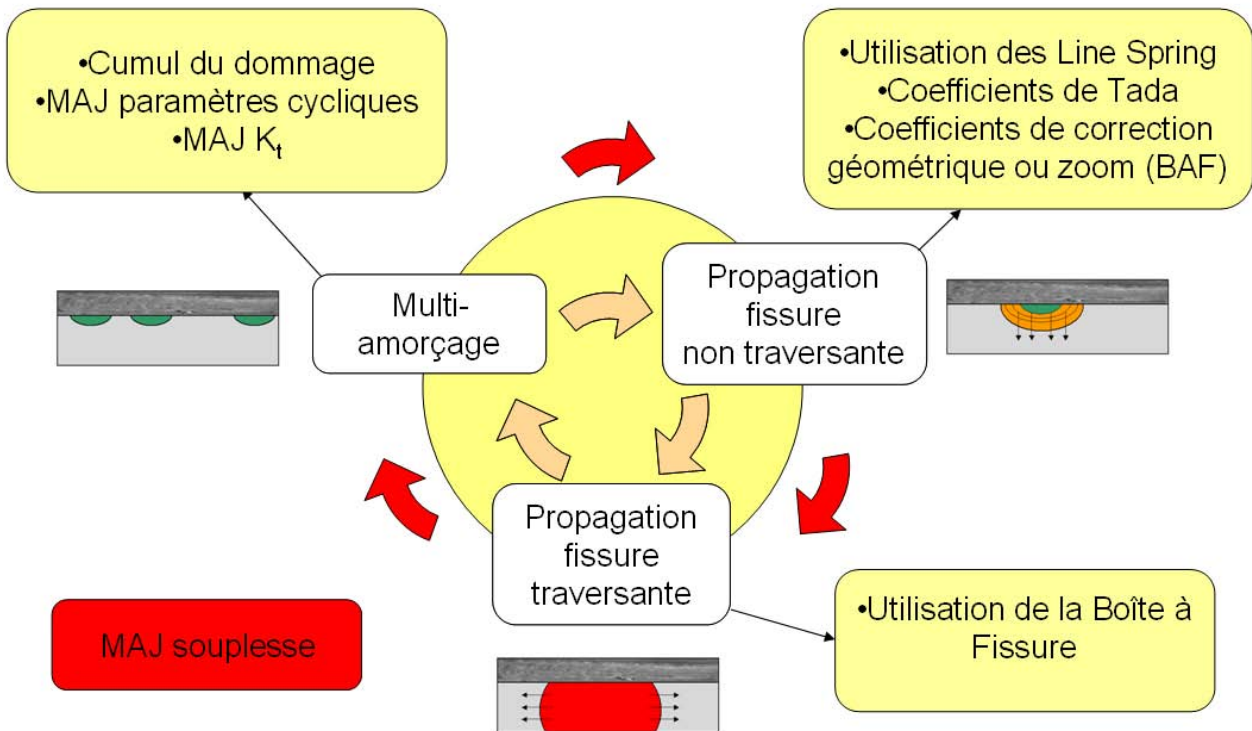 •Cumul du dommage
•MAJ paramètres cycliques
•MAJ Kt
•Utilisation des Line Spring
•Coefficients de Tada
•Coefficients de correction
géométrique ou zoom (BAF)
Multi-
amorçage
Propagation
fissure
non traversante
Propagation
fissure
traversante
MAJ souplesse
•Utilisation de la Boîte à
Fissure